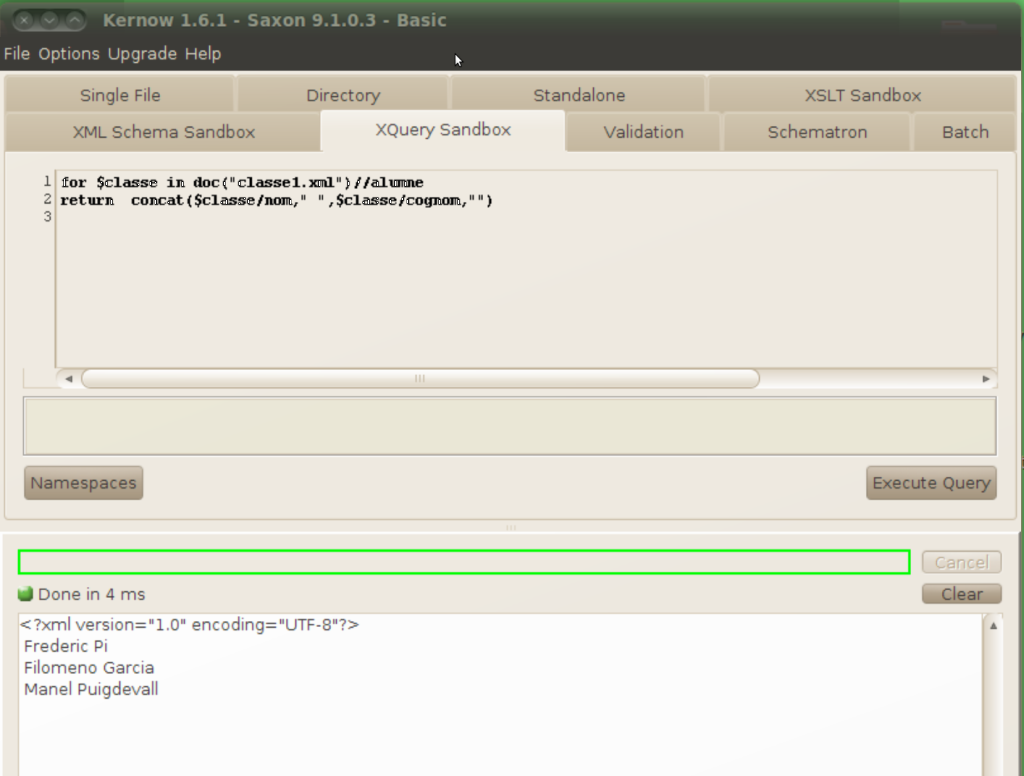 Kernow 1.6.1 - Saxon 9.1.0.3 - Basic
File Options Upgrade Help
Single File Directory Standalone XSLT Sandbox
XML Schema Sandbox XQuery Sandbox Validation Schematron Batch
1 for $classe in doc("classe1.xml")//alumne
2 return  concat($classe/nom," ",$classe/cognom,"")
3
Namespaces Execute Query
Cancel
Done in 4 ms Clear
<?xml version="1.0" encoding="UTF-8"?>
Frederic Pi
Filomeno Garcia
Manel Puigdevall